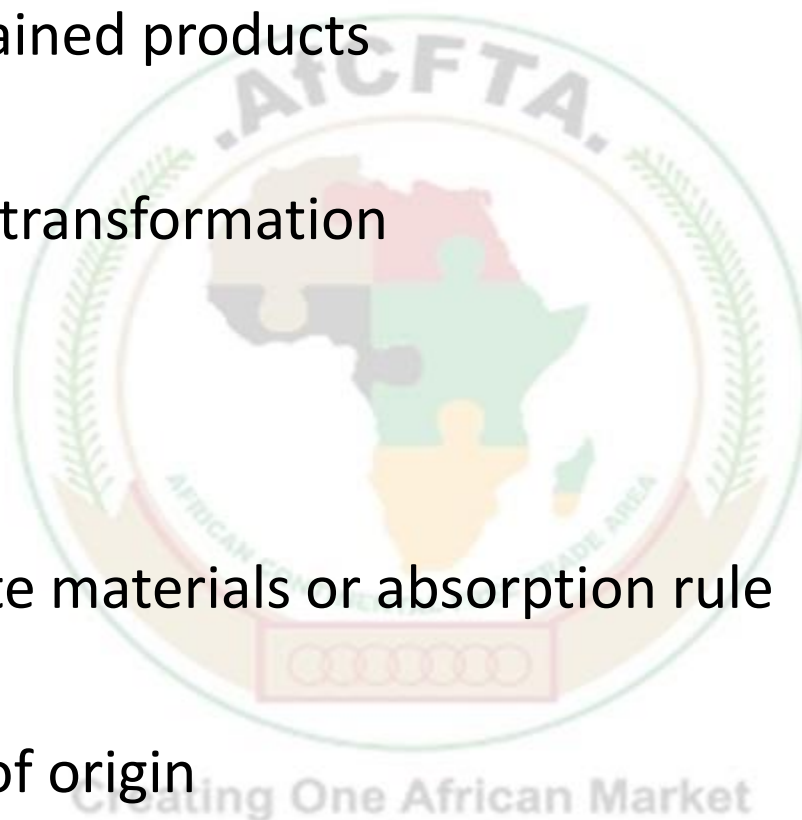 ained products
.AfCFTA.
transformation
te materials or absorption rule
of origin
Creating One African Market